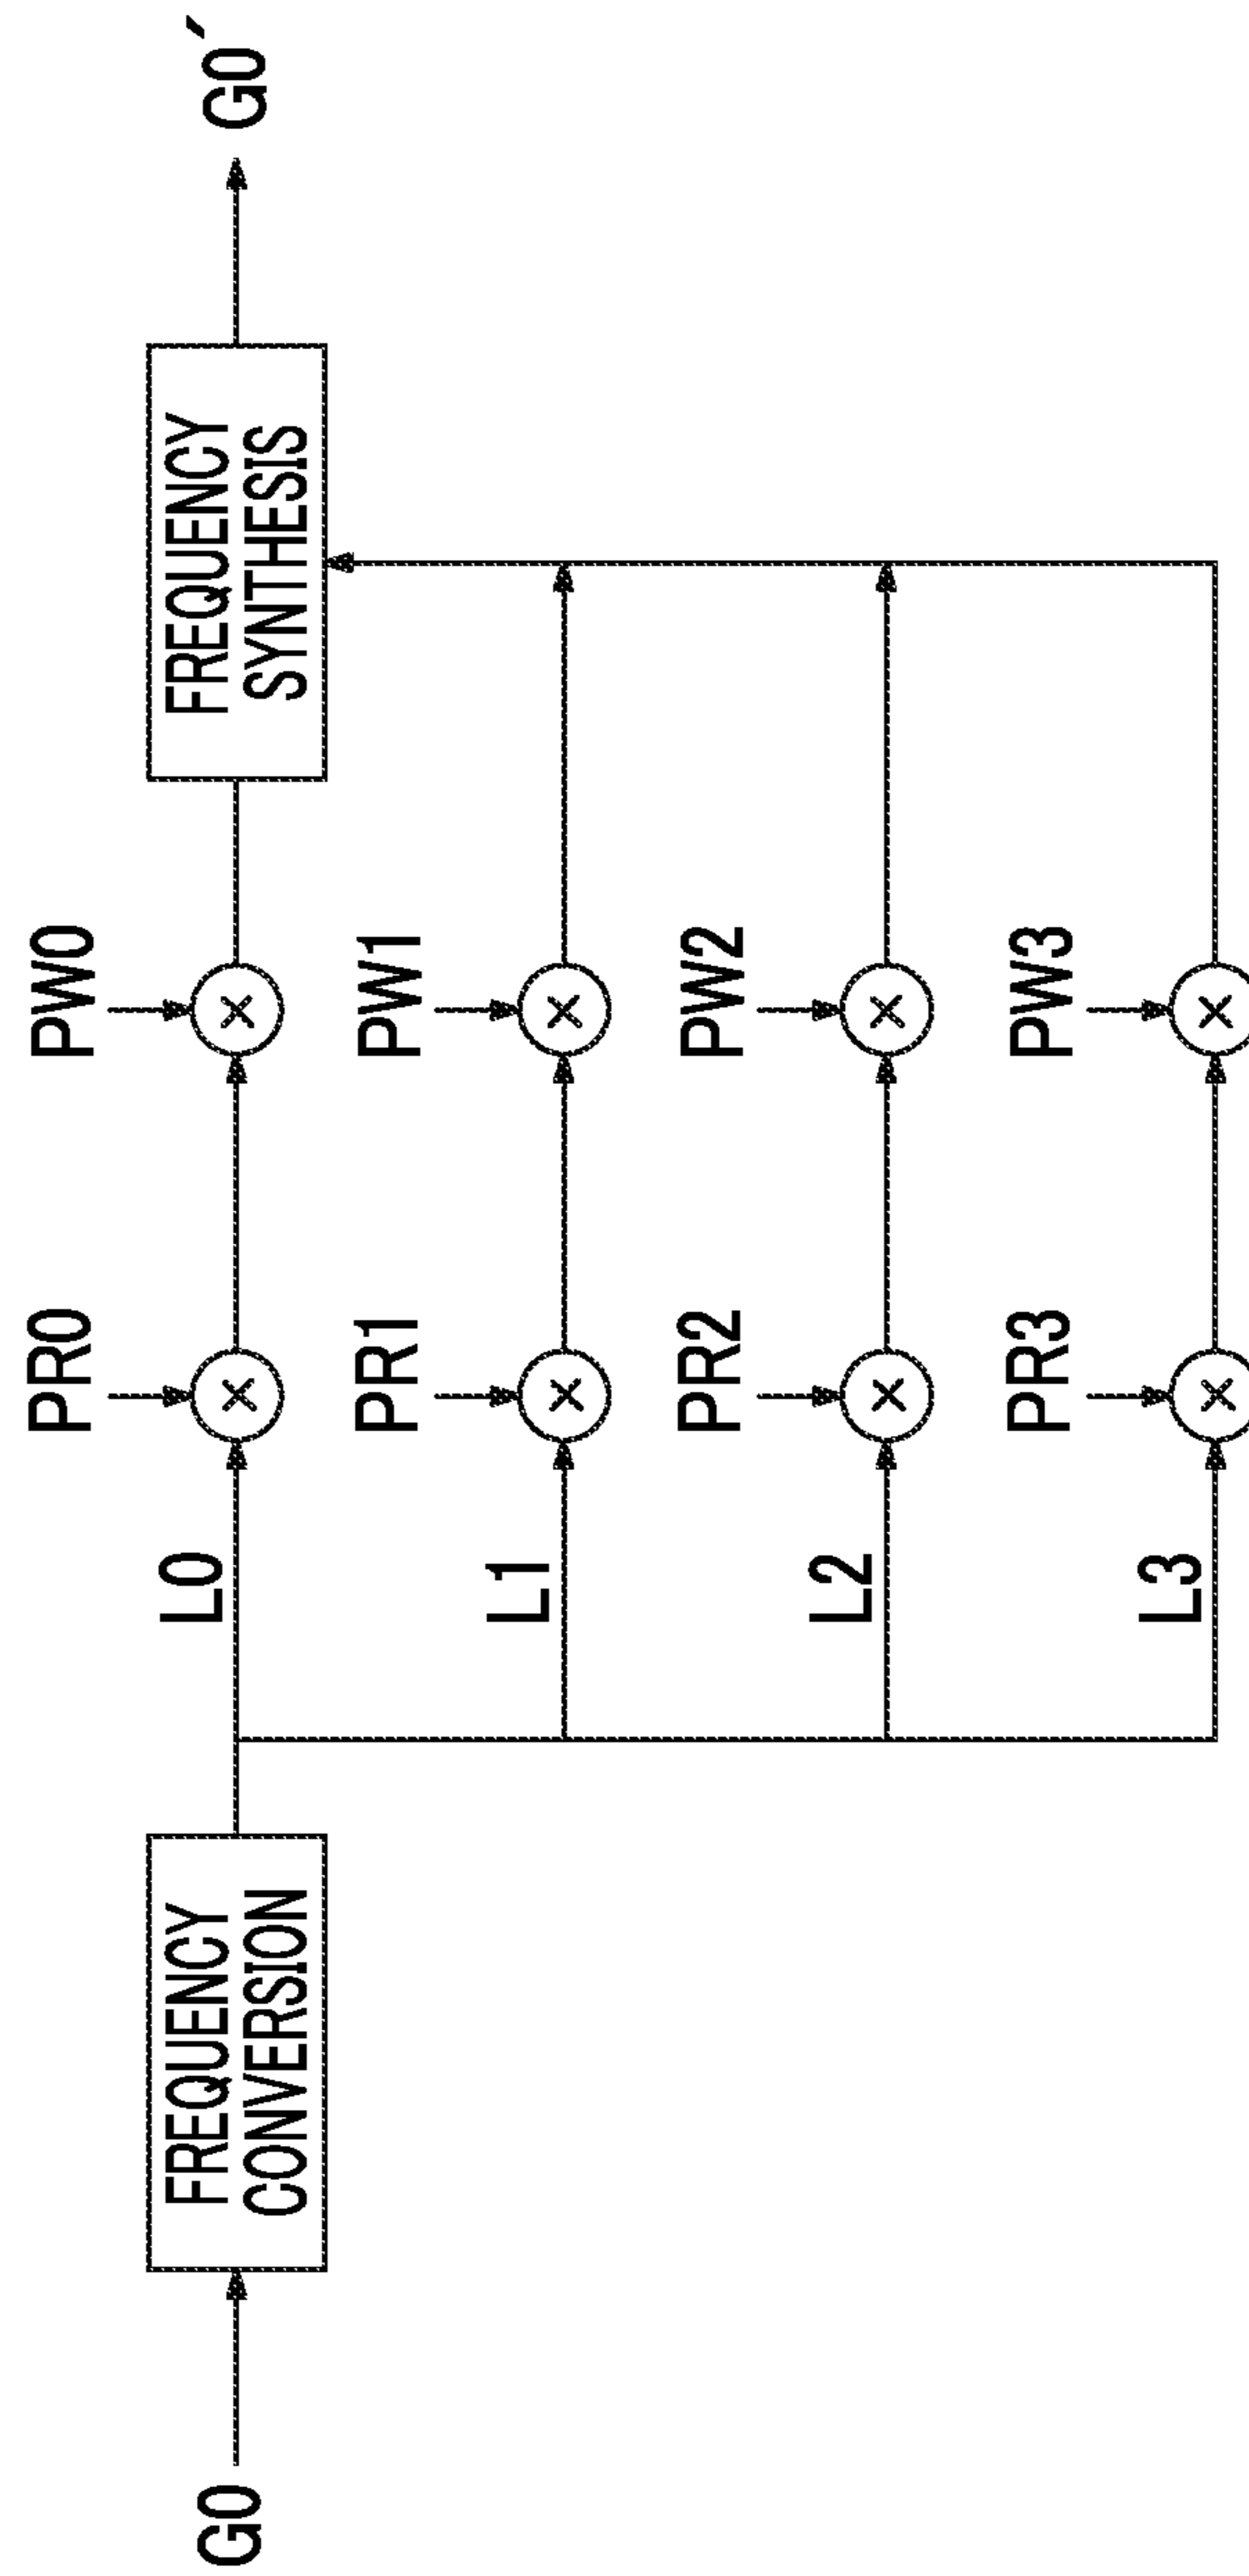 G0
FREQUENCY
CONVERSION
L0
PR0
×
PW0
×
FREQUENCY
SYNTHESIS
G0´
L1
PR1
×
PW1
×
L2
PR2
×
PW2
×
L3
PR3
×
PW3
×